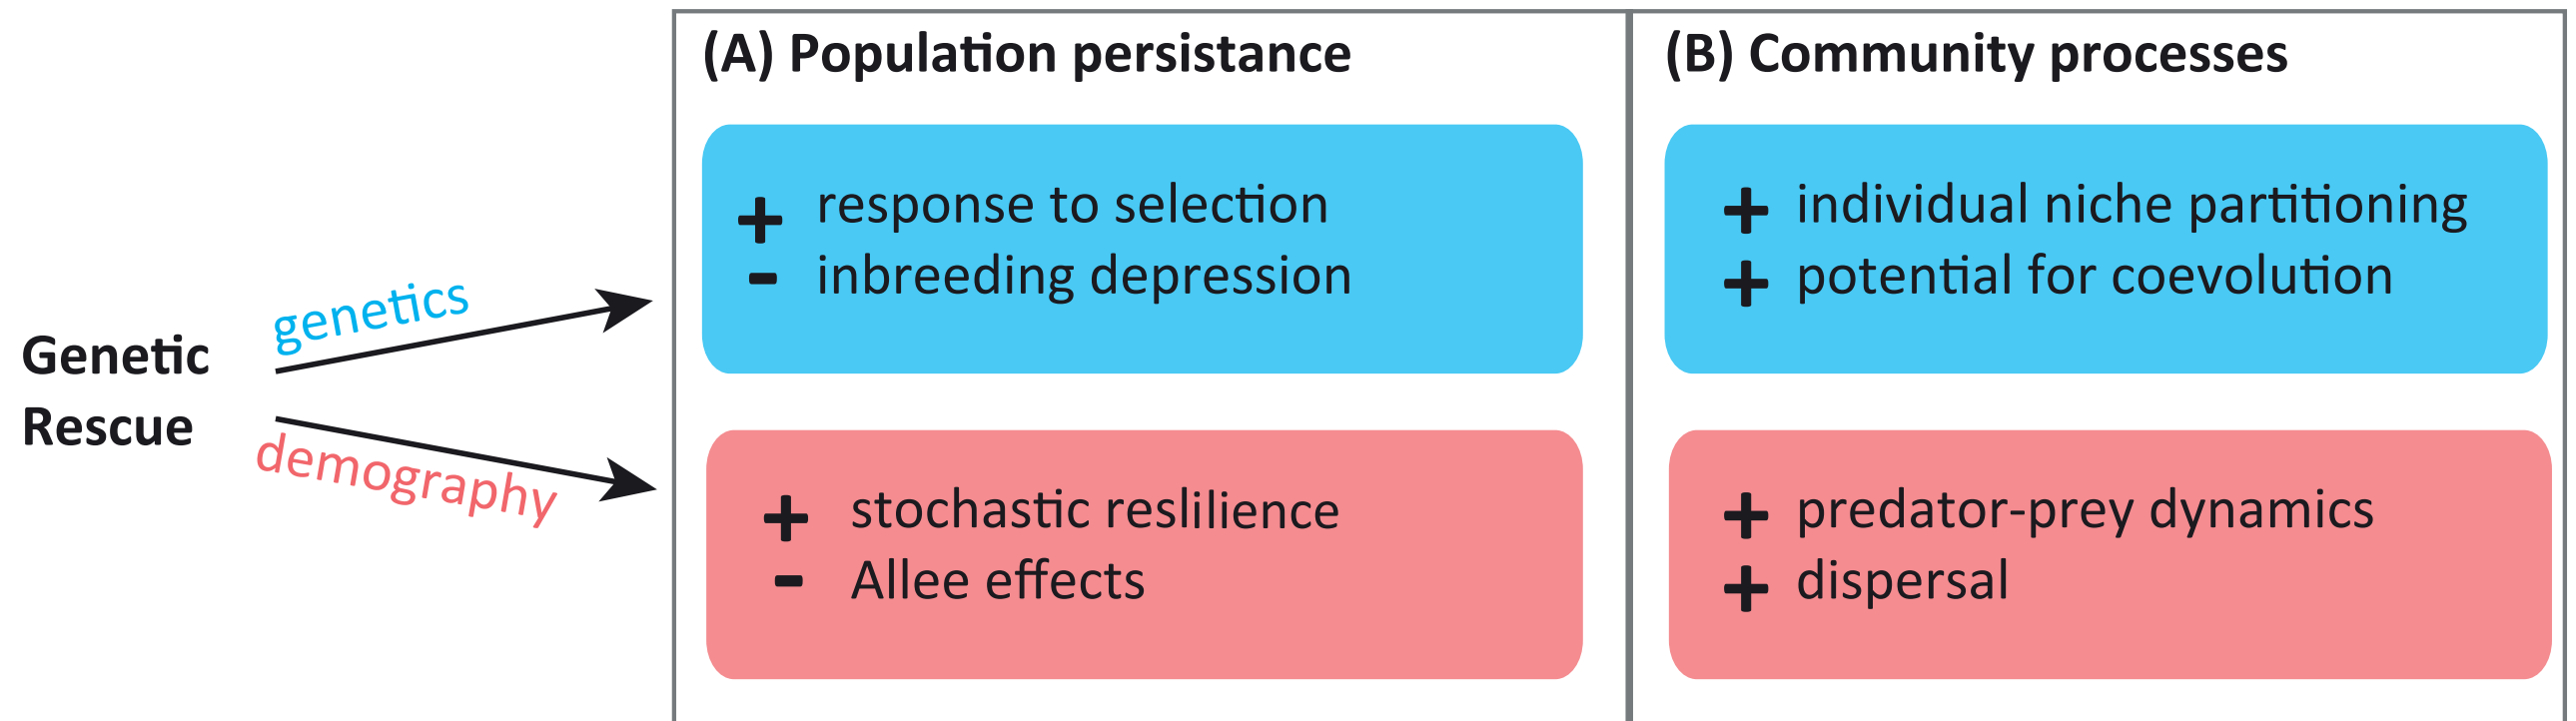 Genetic
Rescue
genetics
demography
(A) Population persistance
+ response to selection
- inbreeding depression
+ stochastic reslilience
- Allee effects
(B) Community processes
+ individual niche partitioning
+ potential for coevolution
+ predator-prey dynamics
+ dispersal